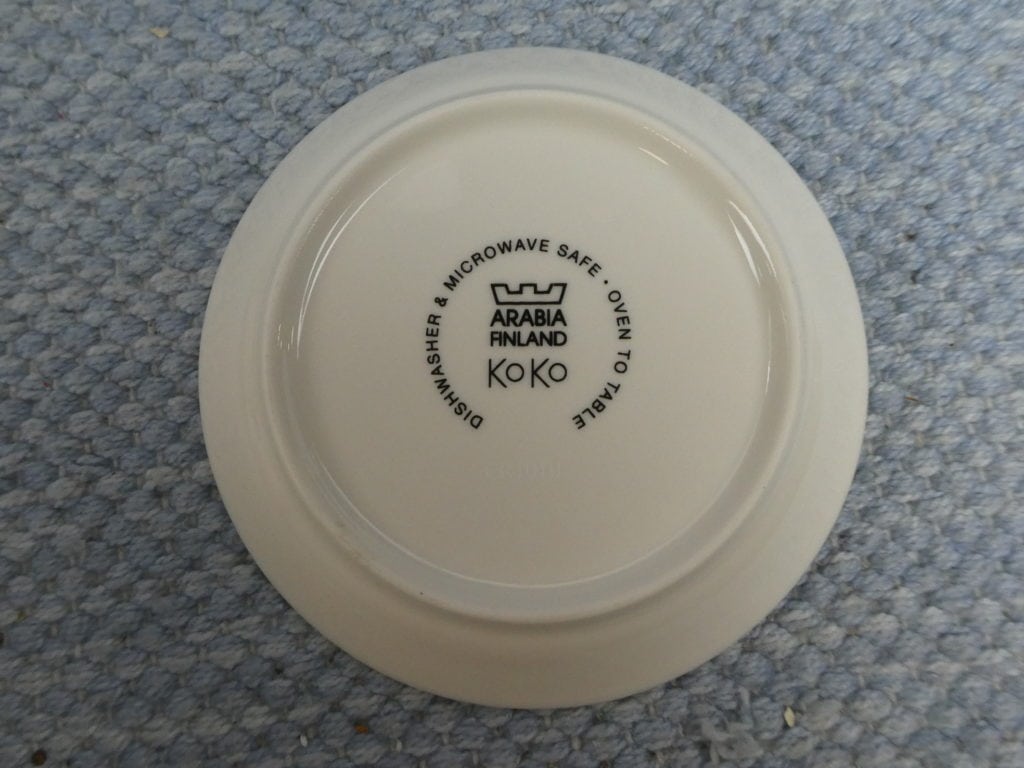 DISHWASHER & MICROWAVE SAFE • OVEN TO TABLE
ARABIA
FINLAND
KoKo